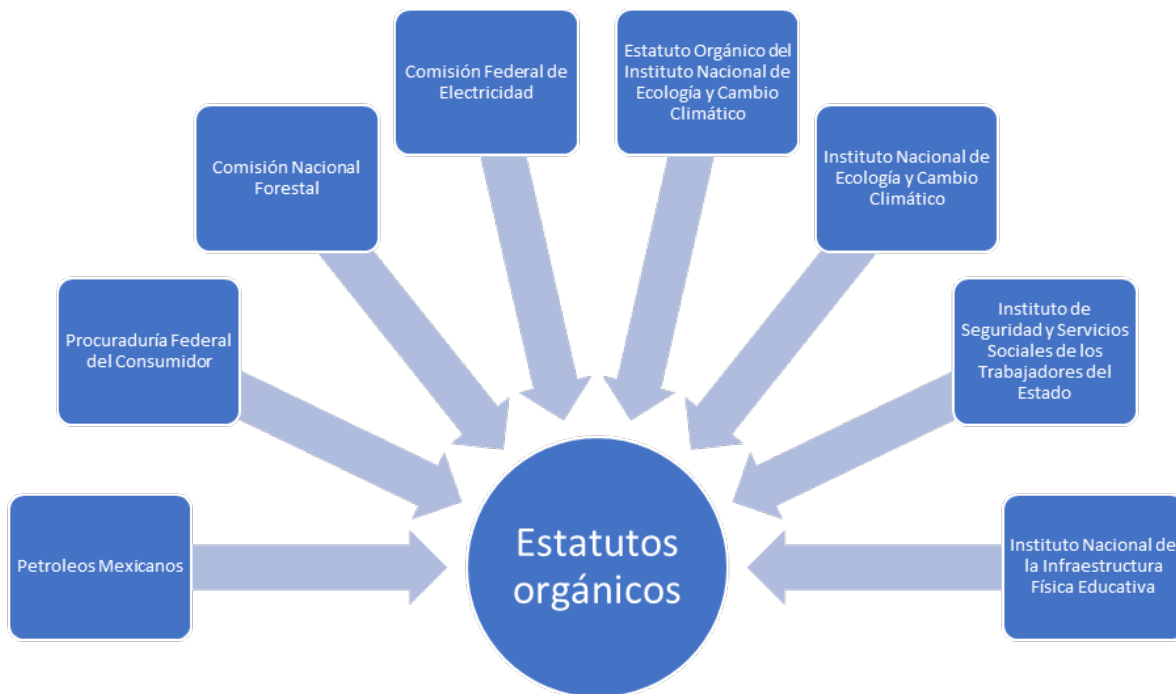 Petroleos Mexicanos
Procuraduría Federal
del Consumidor
Comisión Nacional
Forestal
Comisión Federal de
Electricidad
Estatuto Orgánico del
Instituto Nacional de
Ecología y Cambio
Climático
Instituto Nacional de
Ecología y Cambio
Climático
Instituto de
Seguridad y Servicios
Sociales de los
Trabajadores del
Estado
Instituto Nacional de
la Infraestructura
Física Educativa
Estatutos
orgánicos